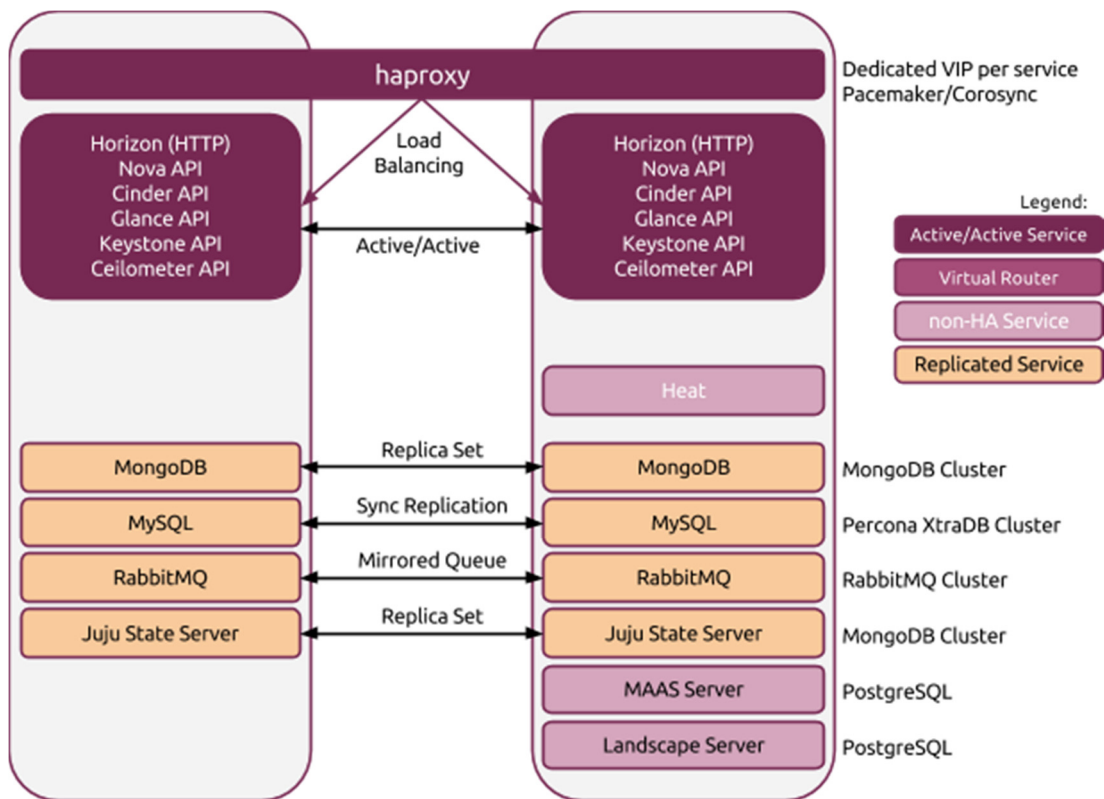 haproxy
Dedicated VIP per service
Pacemaker/Corosync
Horizon (HTTP)
Nova API
Cinder API
Glance API
Keystone API
Ceilometer API
Load
Balancing
Active/Active
Horizon (HTTP)
Nova API
Cinder API
Glance API
Keystone API
Ceilometer API
Legend:
Active/Active Service
Virtual Router
non-HA Service
Replicated Service
Heat
MongoDB
Replica Set
MongoDB
MongoDB Cluster
MySQL
Sync Replication
MySQL
Percona XtraDB Cluster
RabbitMQ
Mirrored Queue
RabbitMQ
RabbitMQ Cluster
Juju State Server
Replica Set
Juju State Server
MongoDB Cluster
MAAS Server
PostgreSQL
Landscape Server
PostgreSQL